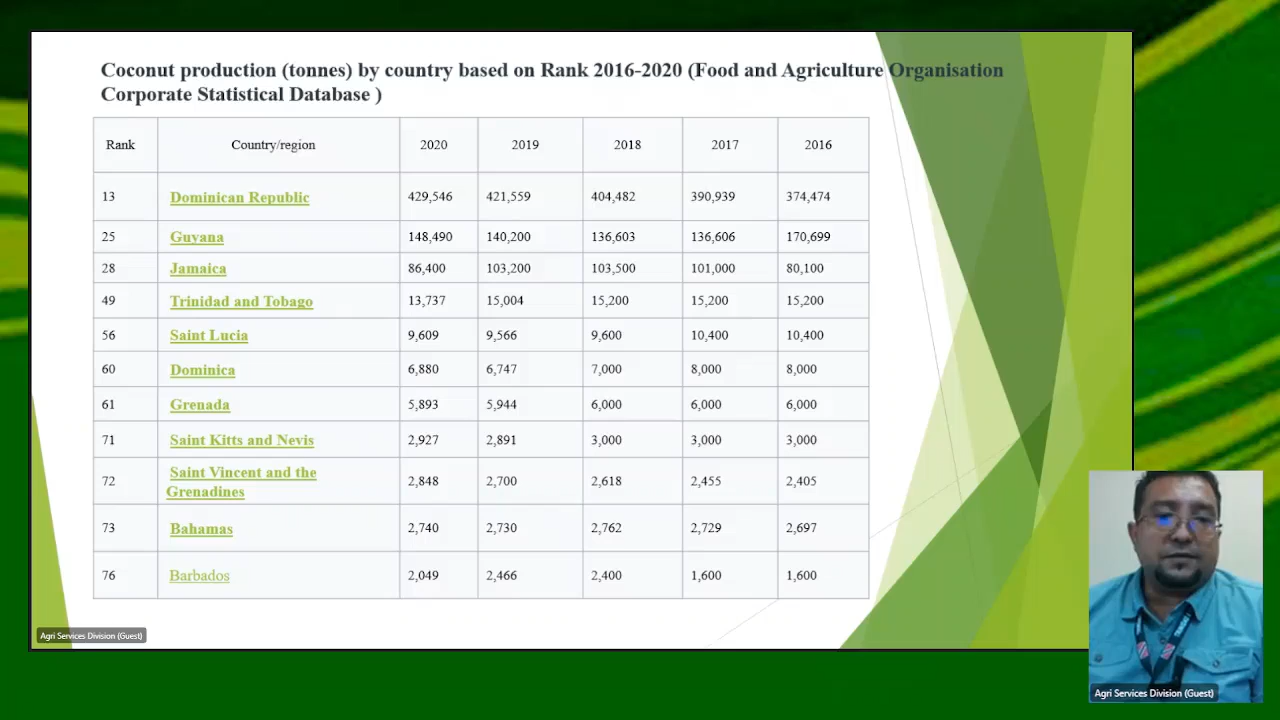 Coconut production (tonnes) by country based on Rank 2016-2020 (Food and Agriculture Organisation
Corporate Statistical Database )
Rank Country/region 2020 2019 2018 2017 2016
13 Dominican Republic 429,546 421,559 404,482 390,939 374,474
25 Guyana 148,490 140,200 136,603 136,606 170,699
28 Jamaica 86,400 103,200 103,500 101,000 80,100
49 Trinidad and Tobago 13,737 15,004 15,200 15,200 15,200
56 Saint Lucia 9,609 9,566 9,600 10,400 10,400
60 Dominica 6,880 6,747 7,000 8,000 8,000
61 Grenada 5,893 5,944 6,000 6,000 6,000
71 Saint Kitts and Nevis 2,927 2,891 3,000 3,000 3,000
72 Saint Vincent and the
Grenadines 2,848 2,700 2,618 2,455 2,405
73 Bahamas 2,740 2,730 2,762 2,729 2,697
76 Barbados 2,049 2,466 2,400 1,600 1,600
Agri Services Division (Guest)
Agri Services Division (Guest)